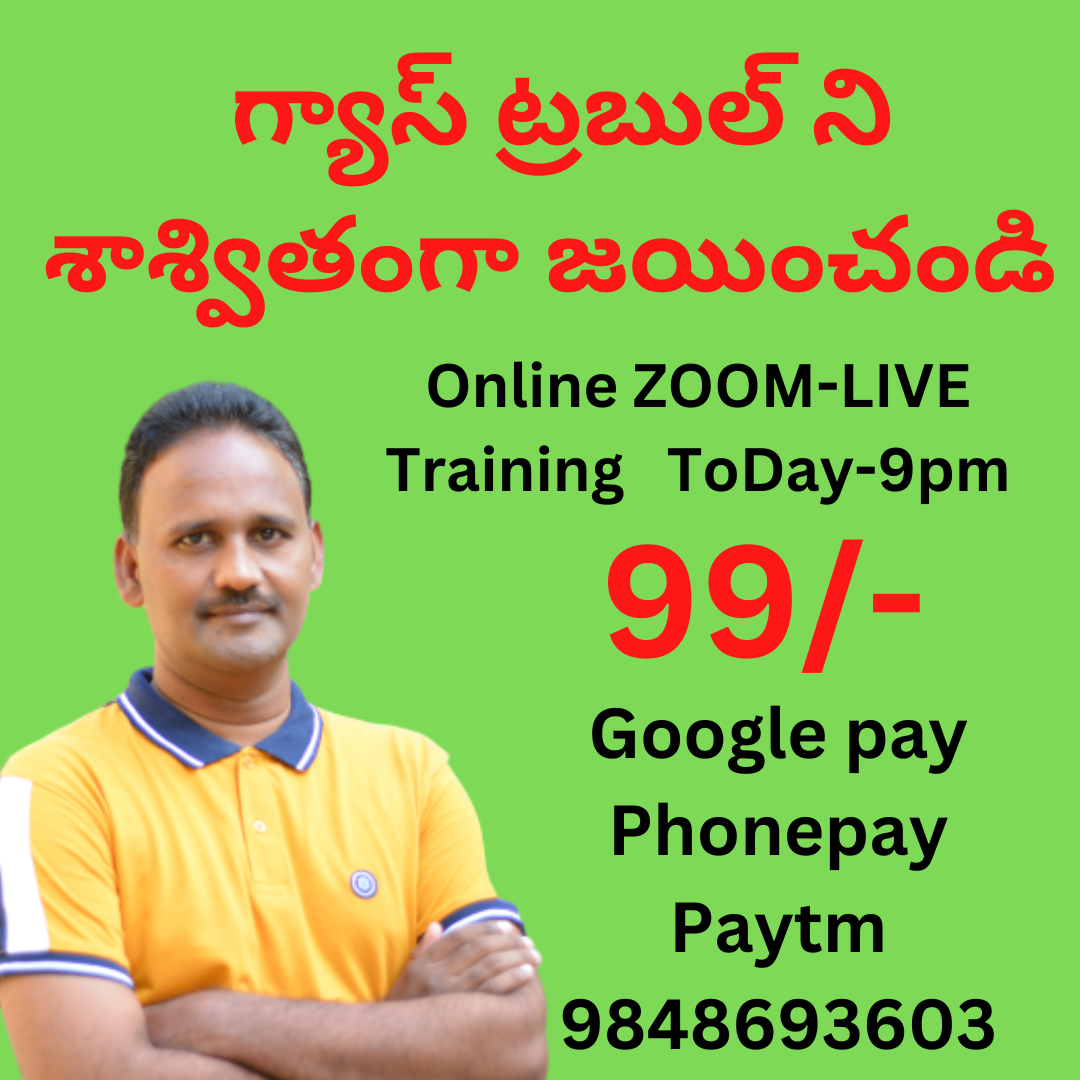 గ్యాస్ ట్రబుల్ ని
శాశ్వితంగా జయించండి
Online ZOOM-LIVE
Training ToDay-9pm
99/-
Google pay
Phonepay
Paytm
9848693603